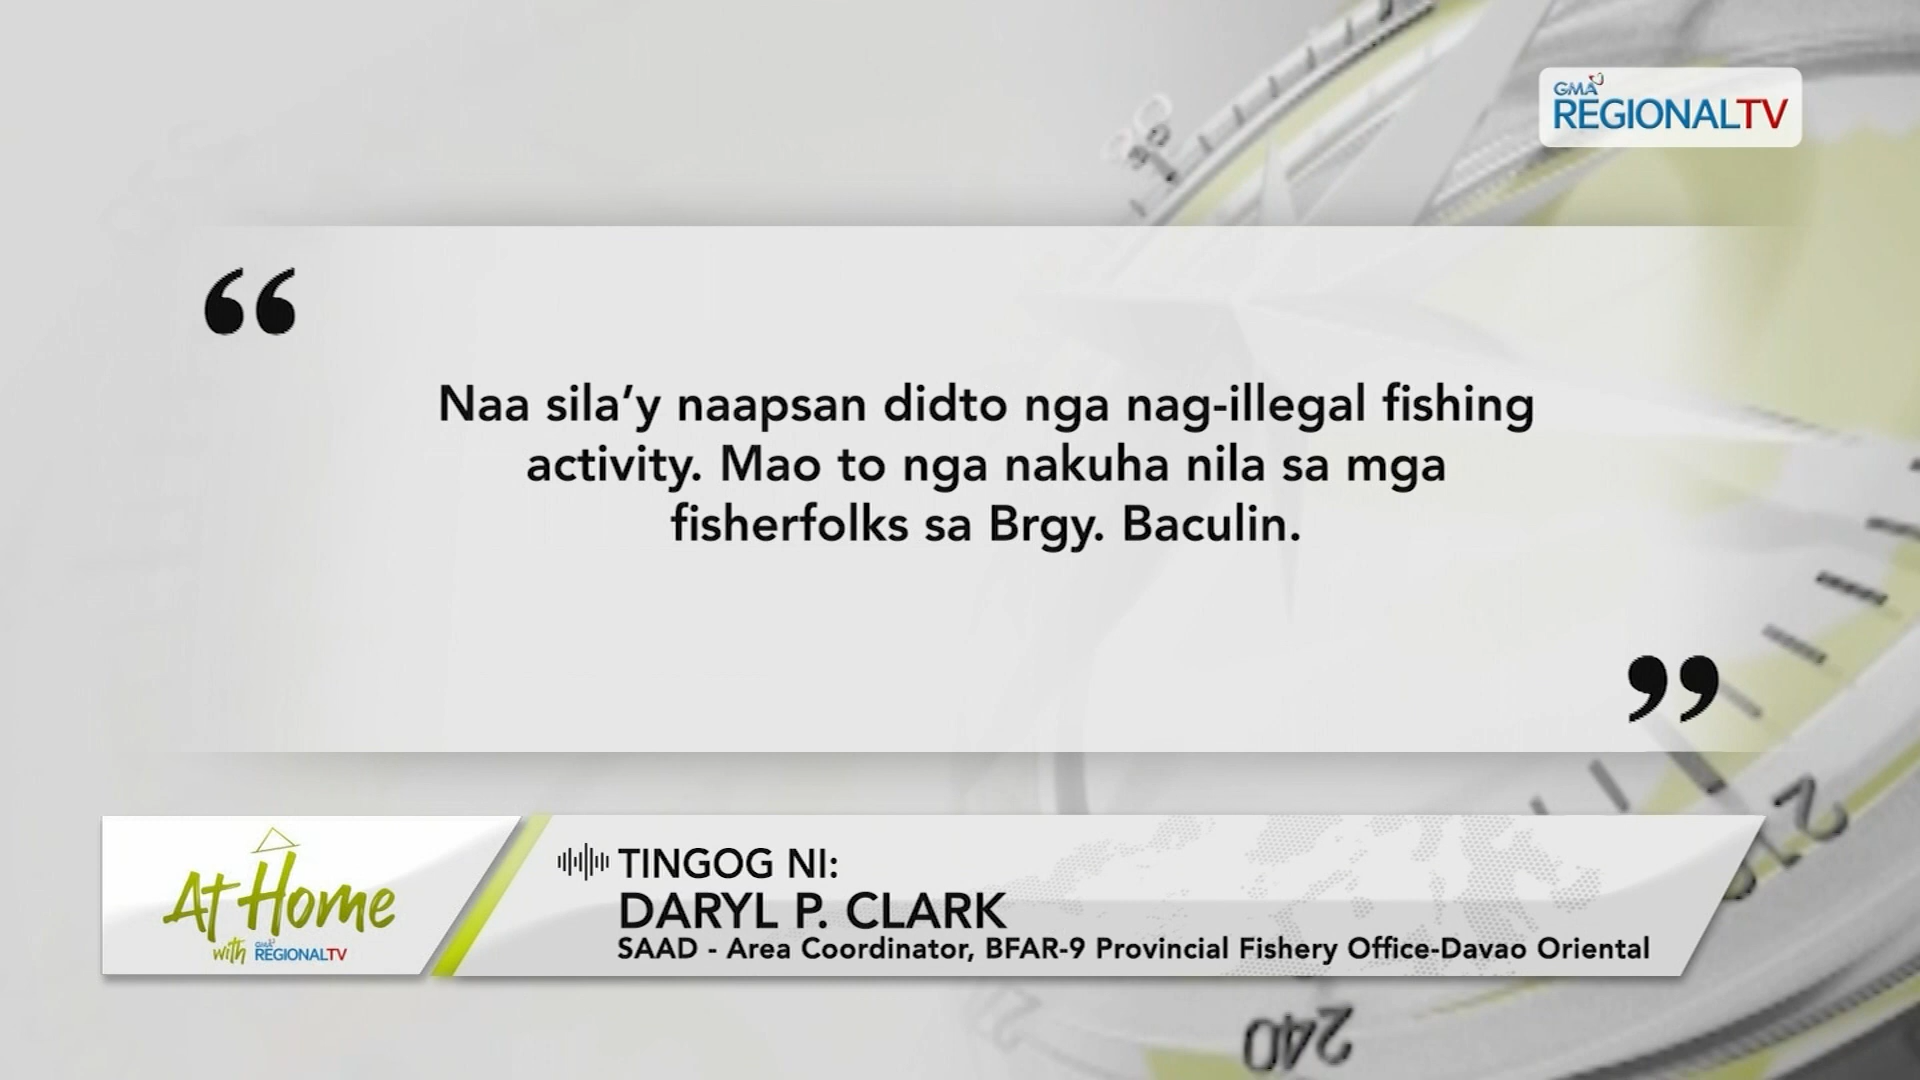 GMA
REGIONALTV
“
Naa sila’y naapsan didto nga nag-illegal fishing
activity. Mao to nga nakuha nila sa mga
fisherfolks sa Brgy. Baculin.
”
At Home
with GMA REGIONALTV
TINGOG NI:
DARYL P. CLARK
SAAD - Area Coordinator, BFAR-9 Provincial Fishery Office-Davao Oriental
240